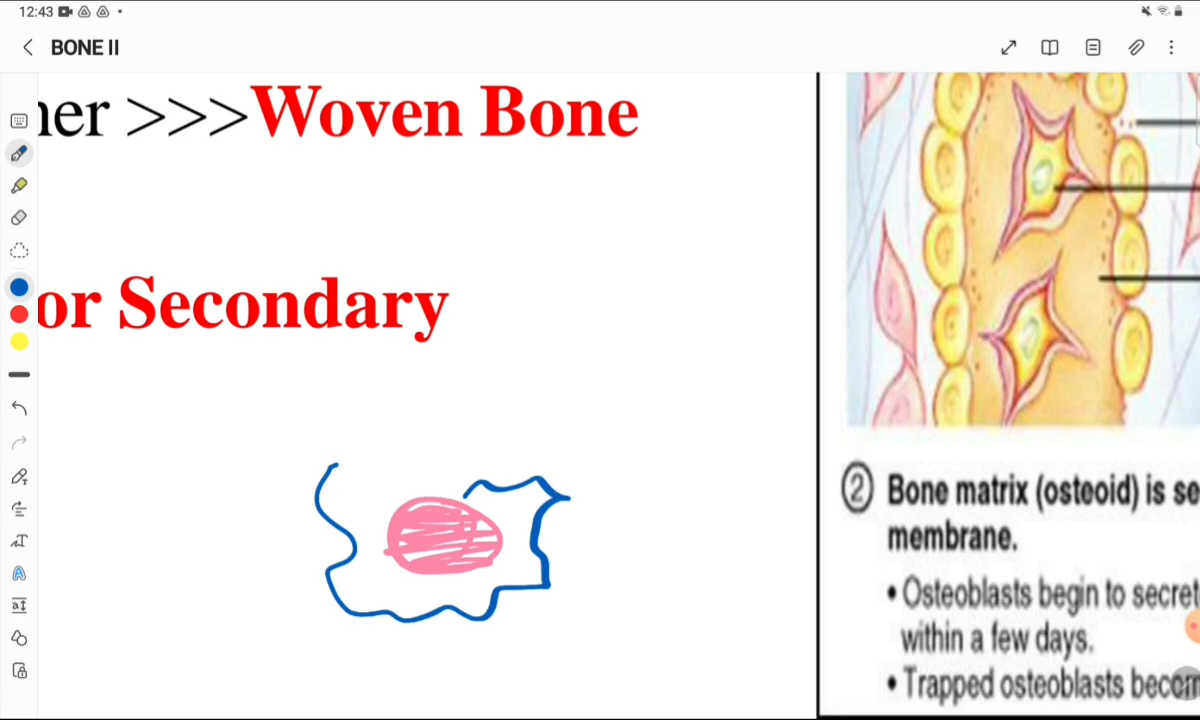 12:43
BONE II
ner >>>Woven Bone
or Secondary
② Bone matrix (osteoid) is se
membrane.
• Osteoblasts begin to secret
within a few days.
• Trapped osteoblasts becom